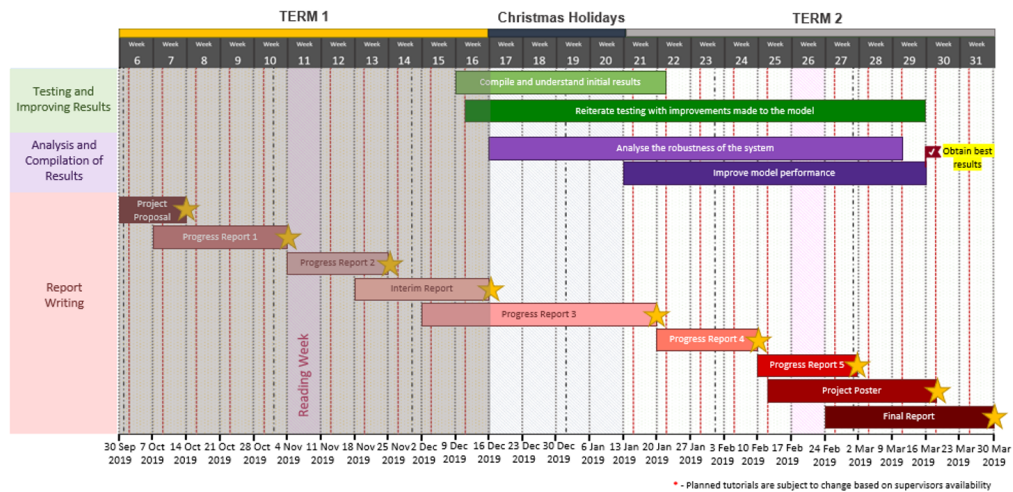 TERM 1 Christmas Holidays TERM 2
Week Week Week Week Week Week Week Week Week Week Week Week Week Week Week Week Week Week Week Week Week Week Week Week Week Week
6 7 8 9 10 11 12 13 14 15 16 17 18 19 20 21 22 23 24 25 26 27 28 29 30 31
Testing and
Improving Results
Compile and understand initial results
Reiterate testing with improvements made to the model
Analysis and
Compilation of
Results
Analyse the robustness of the system
Improve model performance
Obtain best
results
Report
Writing
Project
Proposal
Progress Report 1
Progress Report 2
Interim Report
Progress Report 3
Progress Report 4
Progress Report 5
Project Poster
Final Report
Reading Week
30 Sep 7 Oct 14 Oct 21 Oct 28 Oct 4 Nov 11 Nov 18 Nov 25 Nov 2 Dec 9 Dec 16 Dec 23 Dec 30 Dec 6 Jan 13 Jan 20 Jan 27 Jan 3 Feb 10 Feb 17 Feb 24 Feb 2 Mar 9 Mar 16 Mar 23 Mar 30 Mar
2019 2019 2019 2019 2019 2019 2019 2019 2019 2019 2019 2019 2019 2019 2019 2019 2019 2019 2019 2019 2019 2019 2019 2019 2019 2019 2019
* - Planned tutorials are subject to change based on supervisors availability